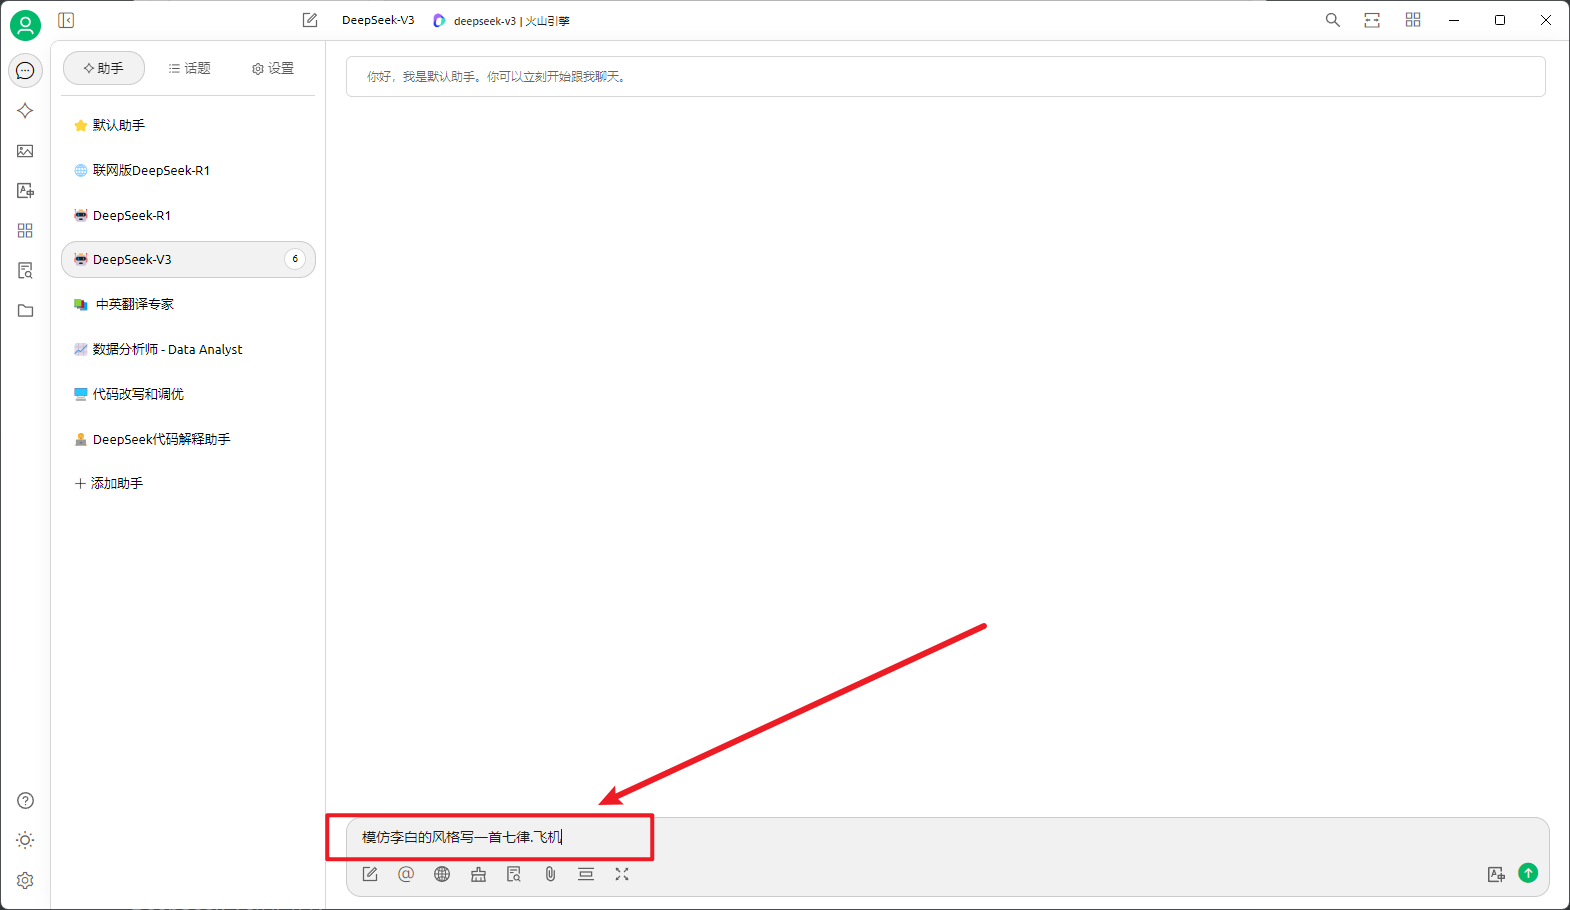 DeepSeek-V3
deepseek-v3 | 火山引擎
助手
话题
设置
默认助手
联网版DeepSeek-R1
DeepSeek-R1
DeepSeek-V3
6
中英翻译专家
数据分析师 - Data Analyst
代码改写和调优
DeepSeek代码解释助手
添加助手
你好，我是默认助手。你可以立刻开始跟我聊天。
模仿李白的风格写一首七律.飞机